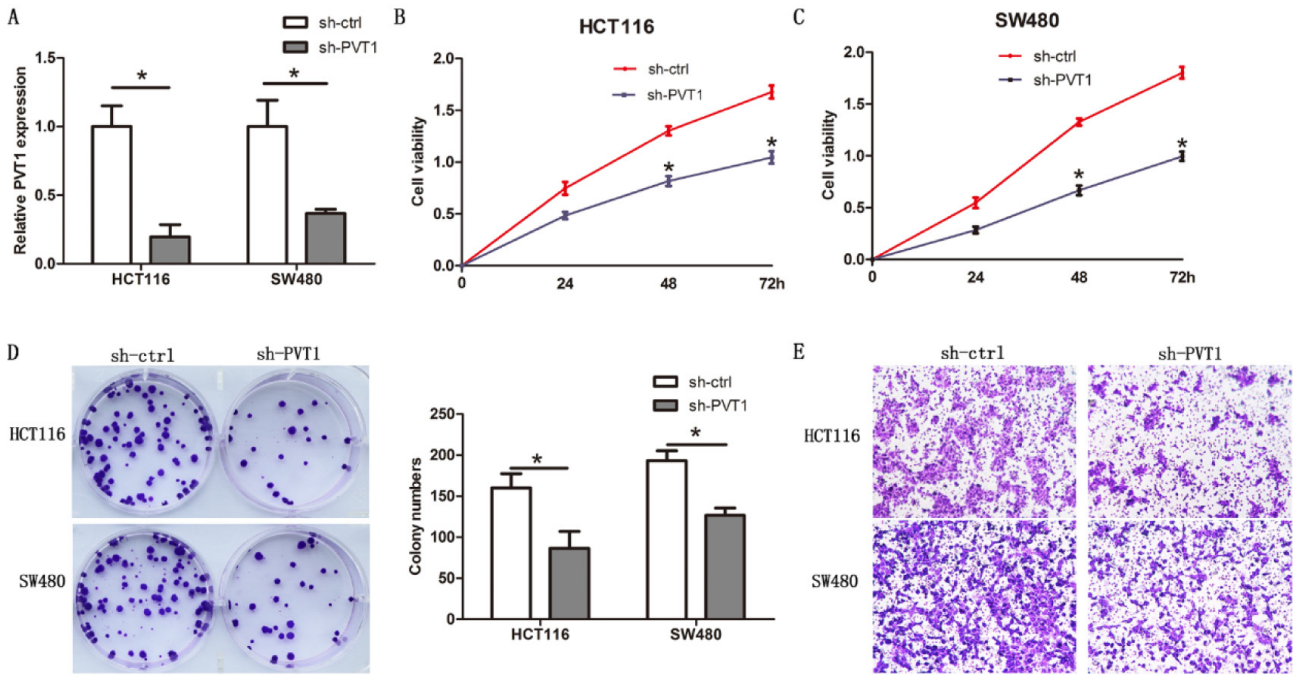 A
sh-ctrl
sh-PVT1
Relative PVT1 expression
1.5
1.0
0.5
0.0
*
*
HCT116
SW480
B
HCT116
sh-ctrl
sh-PVT1
Cell viability
2.0
1.5
1.0
0.5
0.0
*
*
0 24 48 72h
C
SW480
sh-ctrl
sh-PVT1
Cell viability
2.0
1.5
1.0
0.5
0.0
*
*
0 24 48 72h
D
sh-ctrl sh-PVT1
HCT116
SW480
sh-ctrl
sh-PVT1
Colony numbers
250
200
150
100
50
0
*
*
HCT116
SW480
E
sh-ctrl sh-PVT1
HCT116
SW480